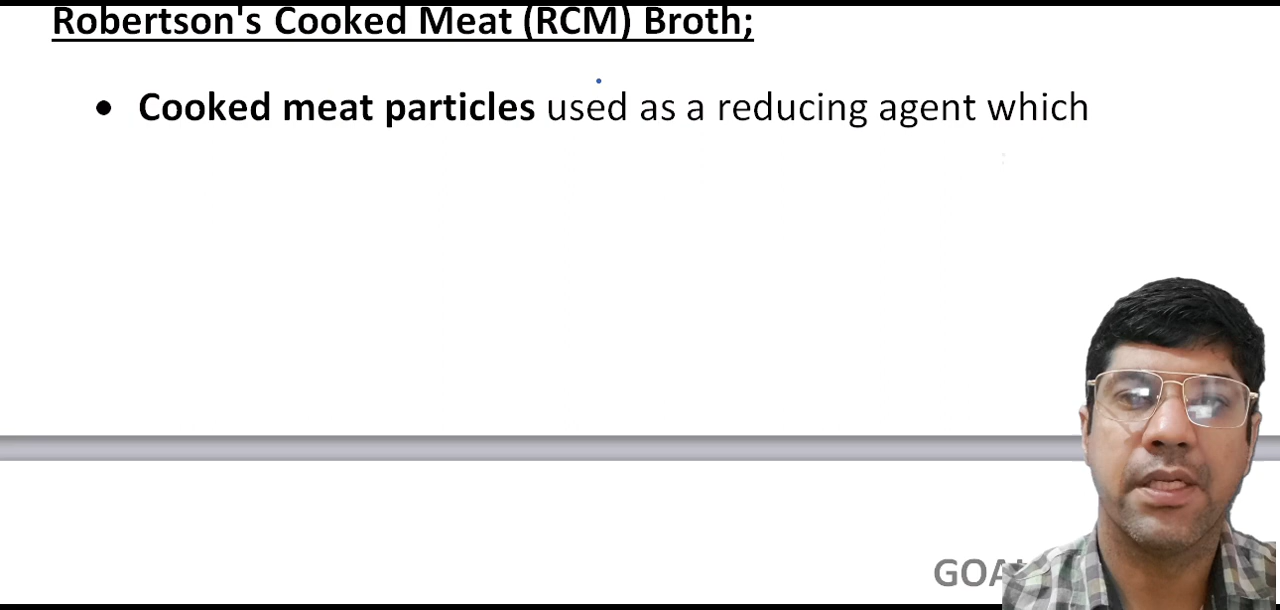 Robertson's Cooked Meat (RCM) Broth;
• Cooked meat particles used as a reducing agent which